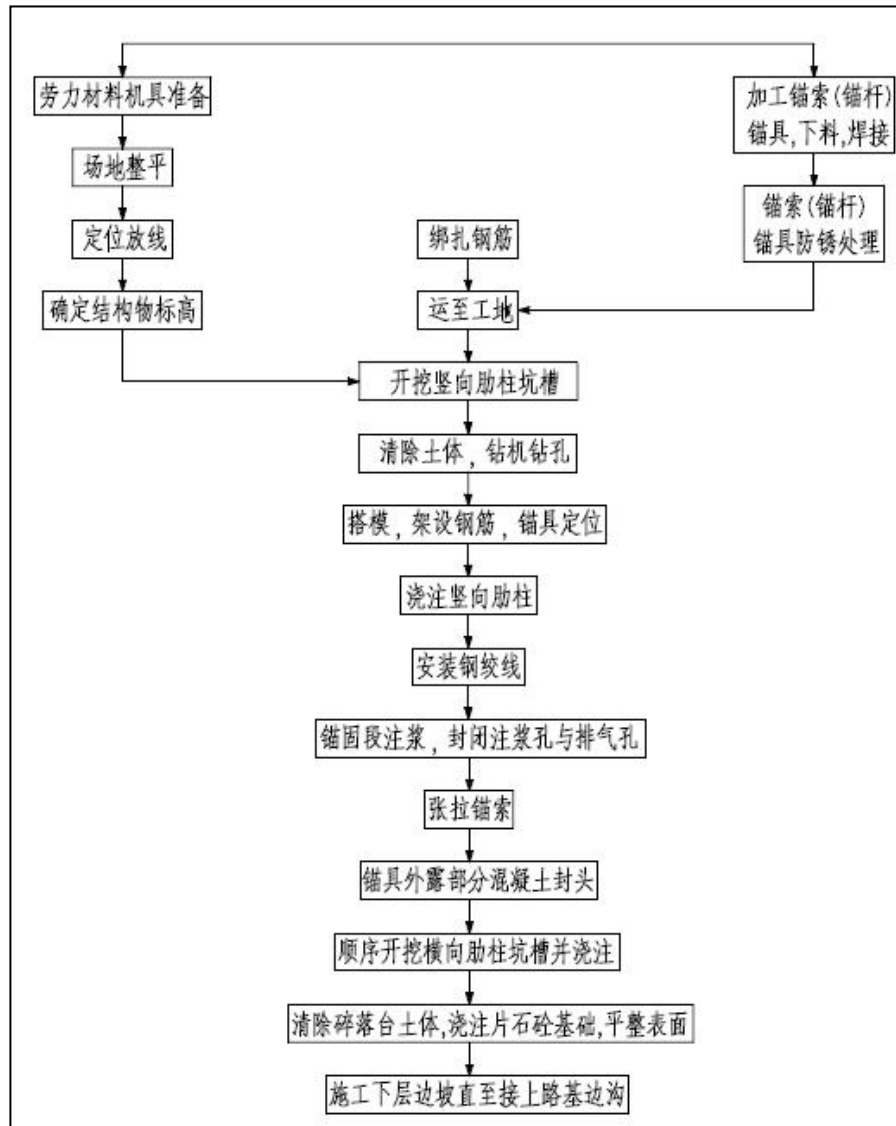 劳力材料机具准备
加工锚索(锚杆)
锚具,下料,焊接
场地整平
锚索(锚杆)
锚具防锈处理
定位放线
绑扎钢筋
确定结构物标高
运至工地
开挖竖向肋柱坑槽
清除土体,钻机钻孔
搭模,架设钢筋,锚具定位
浇注竖向肋柱
安装钢绞线
锚固段注浆,封闭注浆孔与排气孔
张拉锚索
锚具外露部分混凝土封头
顺序开挖横向肋柱坑槽并浇注
清除碎落台土体,浇注片石砼基础,平整表面
施工下层边坡直至接上路基边沟